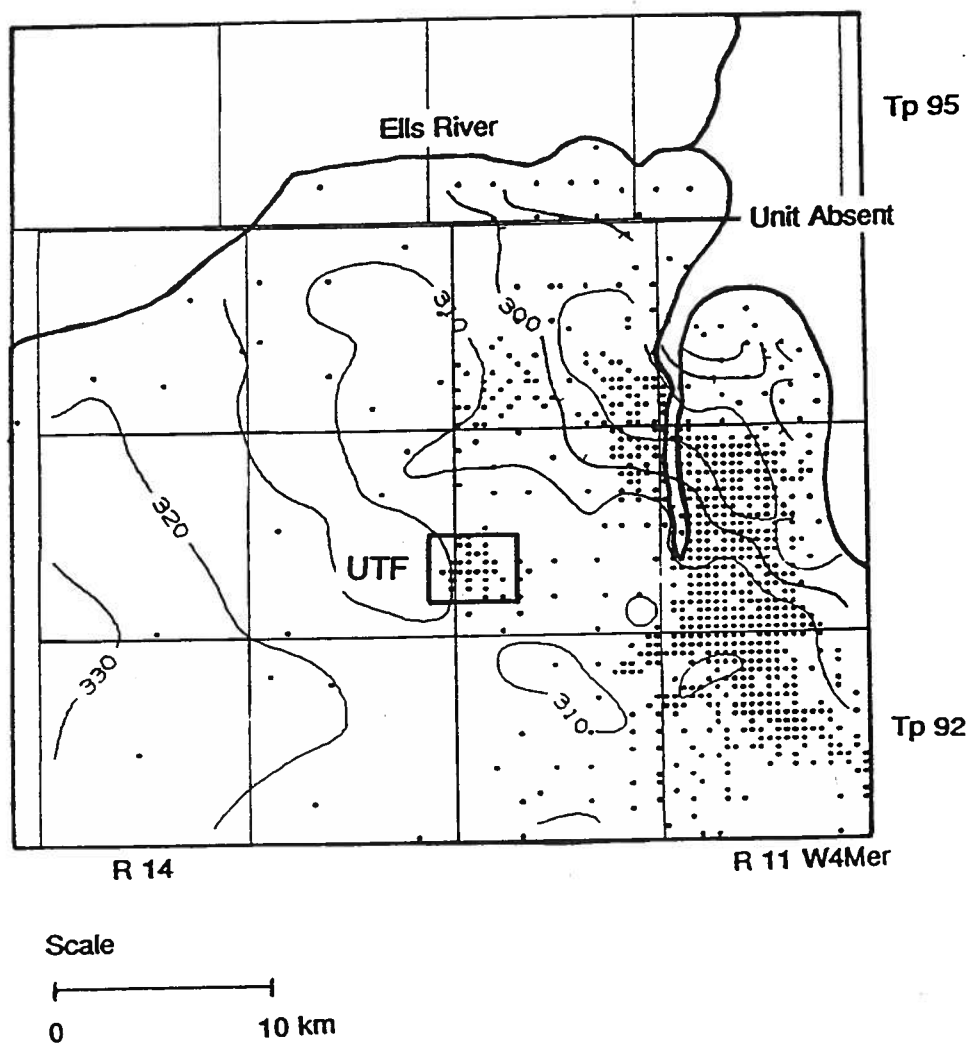 Tp 95
Ells River
Unit Absent
310
300
320
UTF
330
310
Tp 92
R 14
R 11 W4Mer
Scale
0 10 km